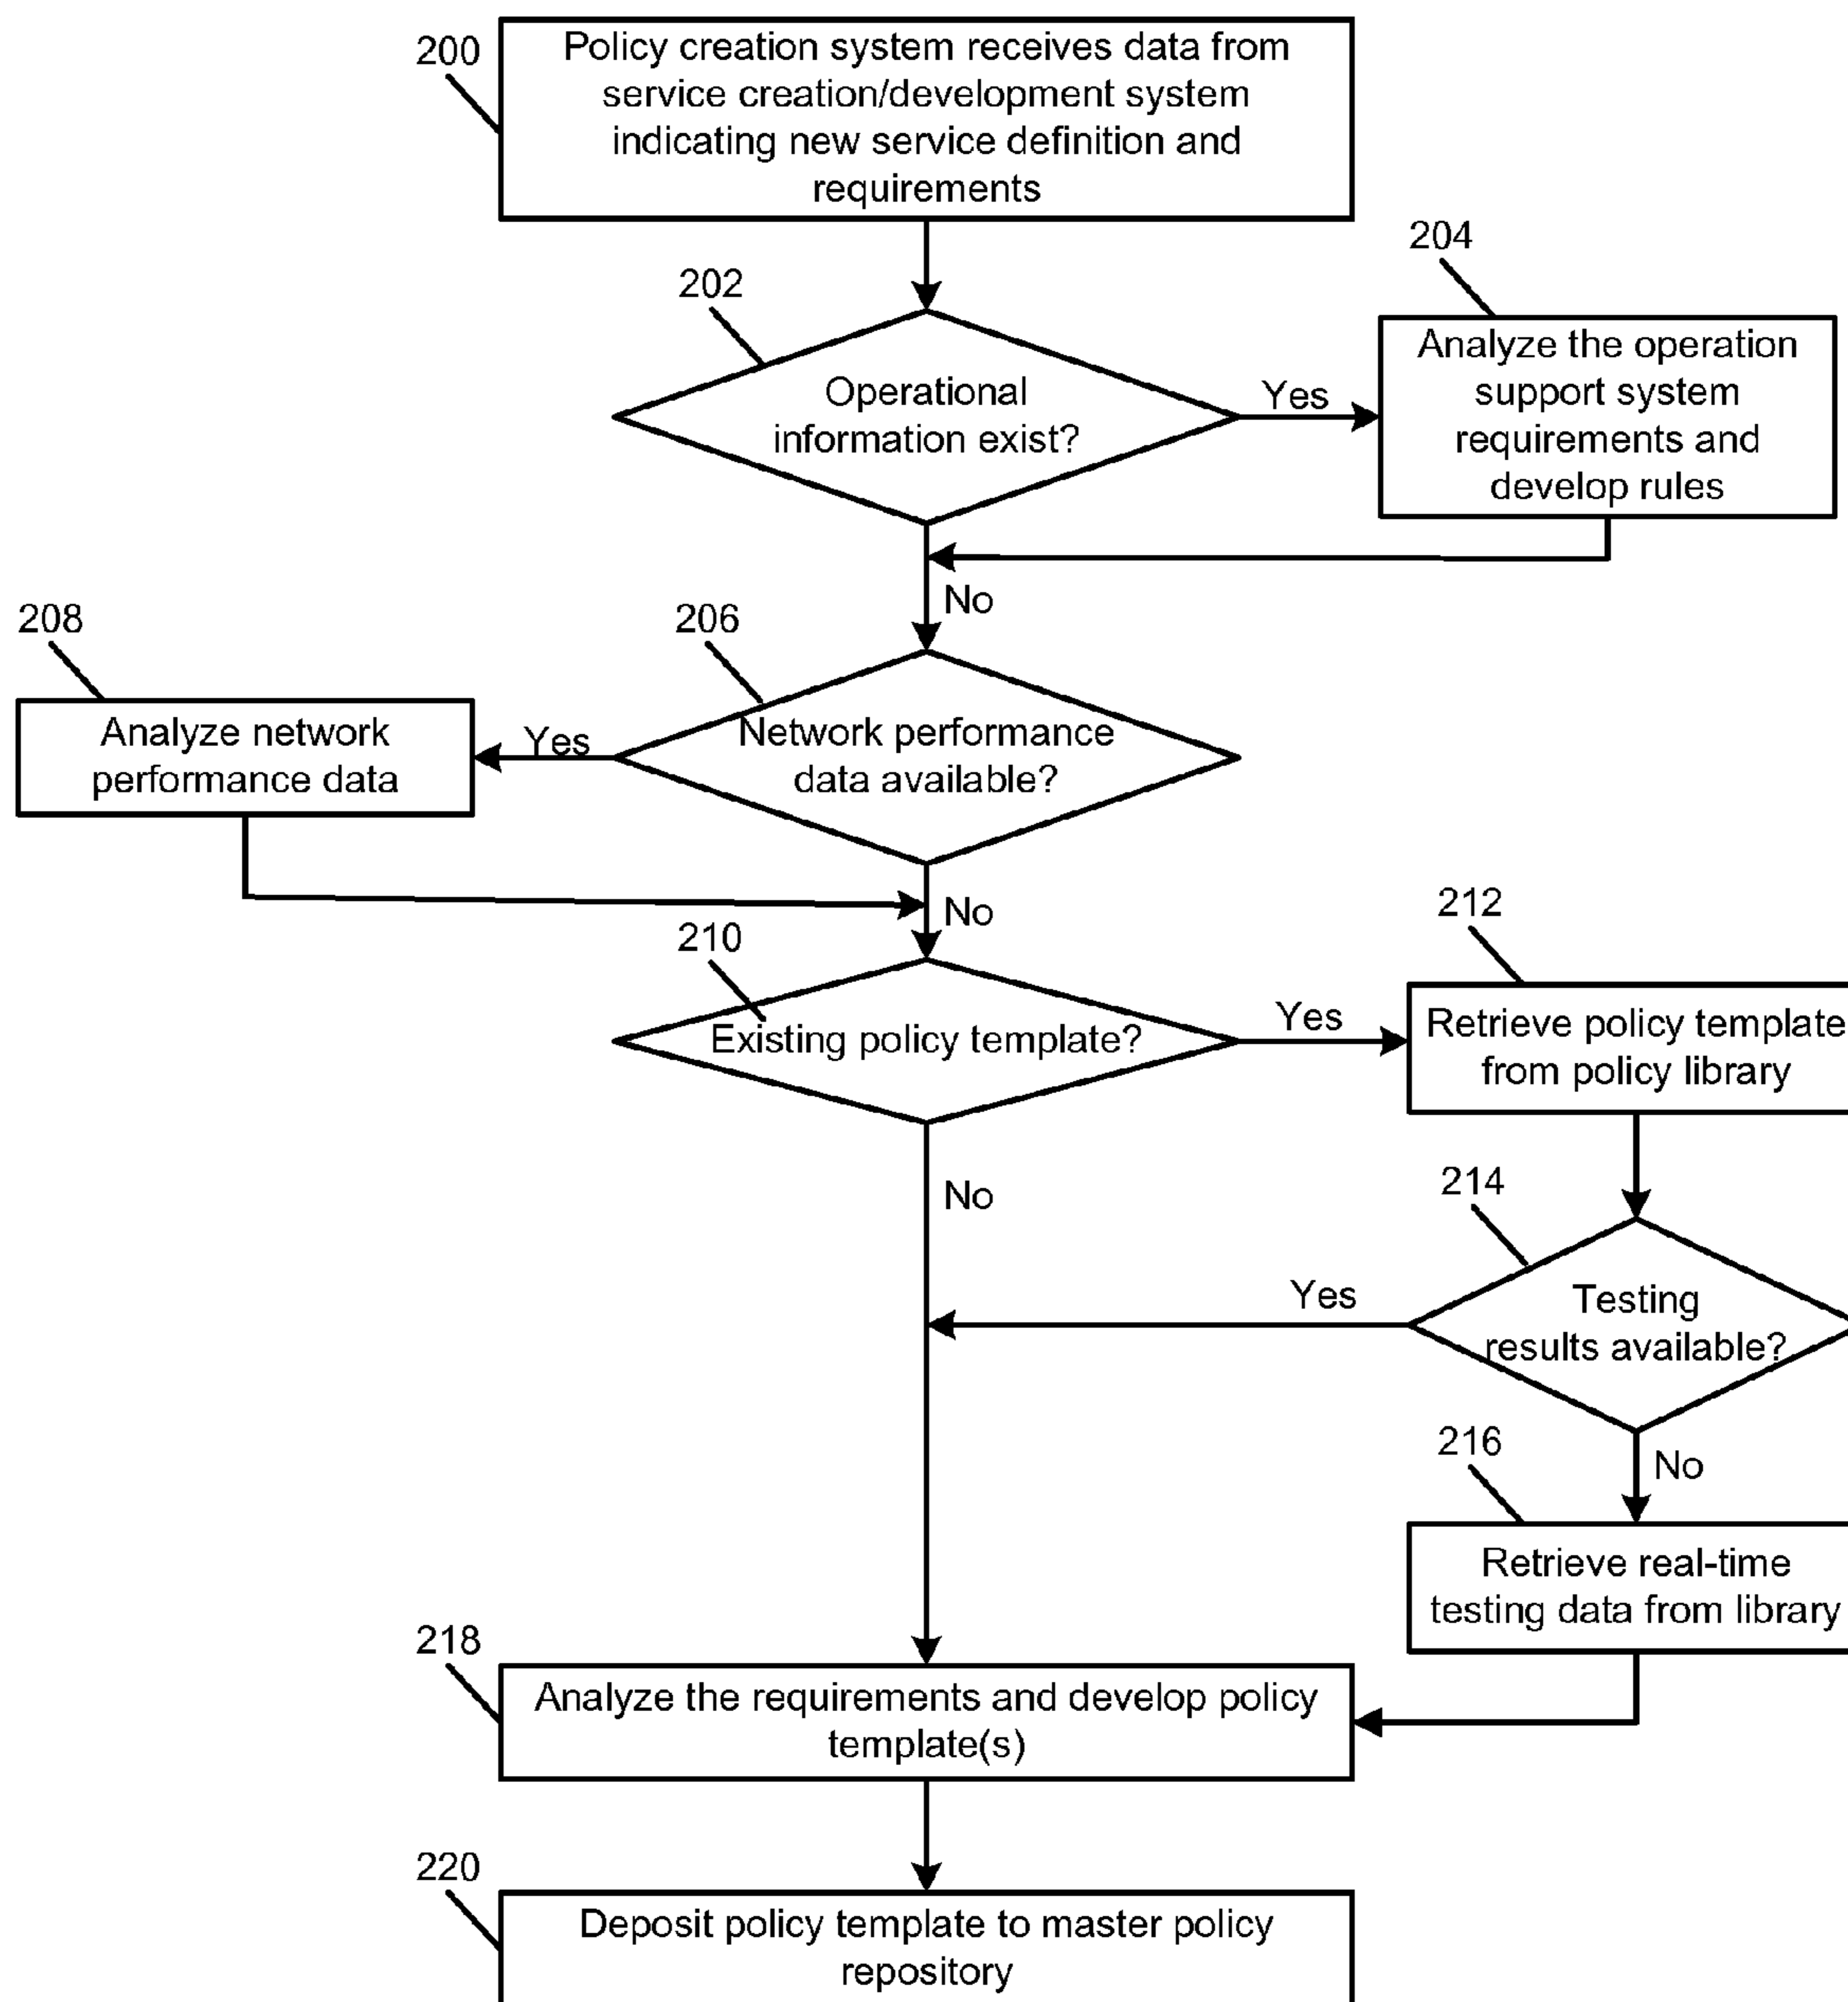 200
Policy creation system receives data from
service creation/development system
indicating new service definition and
requirements
202
Operational
information exist?
Yes
204
Analyze the operation
support system
requirements and
develop rules
No
206
Network performance
data available?
Yes
208
Analyze network
performance data
No
210
Existing policy template?
Yes
212
Retrieve policy template
from policy library
No
214
Testing
results available?
Yes
No
216
Retrieve real-time
testing data from library
218
Analyze the requirements and develop policy
template(s)
220
Deposit policy template to master policy
repository